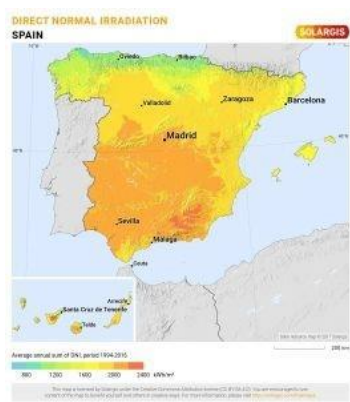 DIRECT NORMAL IRRADIATION
SPAIN
SOLARGIS
Oviedo
Bilbao
Valladolid
Zaragoza
Barcelona
Madrid
Sevilla
Malaga
Ceuta
Arrecife
Santa Cruz de Tenerife
Telde
200 km
Average annual sum of DNI, period 1994-2015
800 1200 1600 2000 2400 kWh/m²